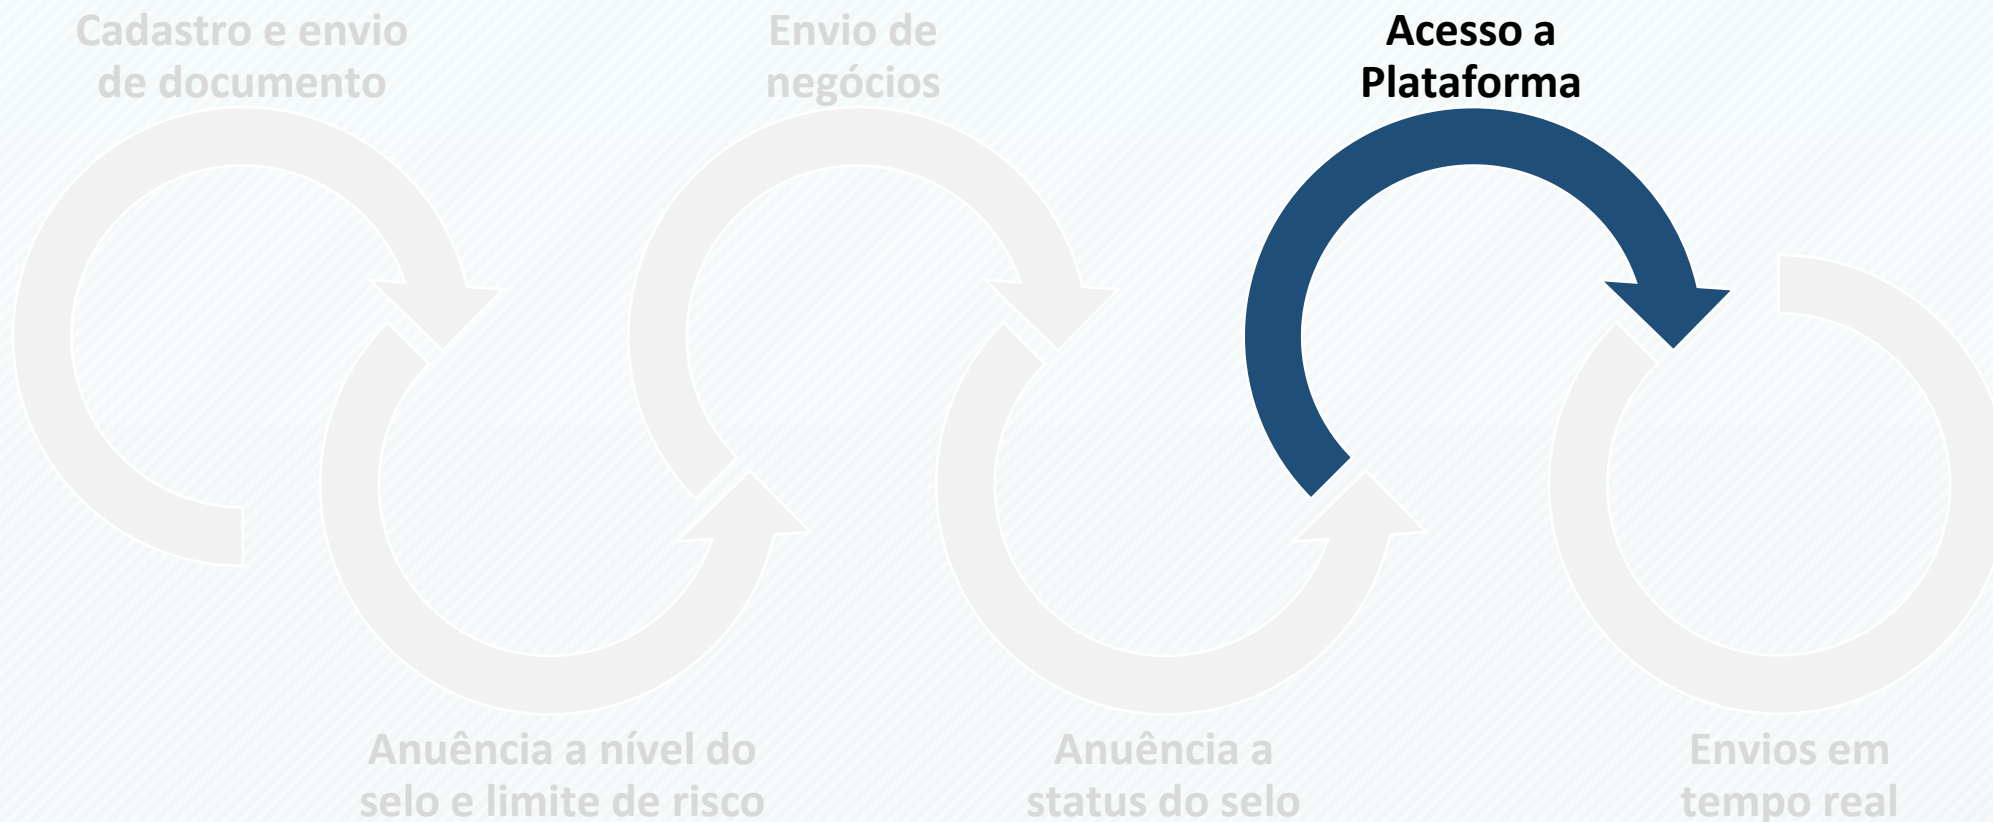 Cadastro e envio
de documento
Envio de
negócios
Acesso a
Plataforma
Anuência a nível do
selo e limite de risco
Anuência a
status do selo
Envios em
tempo real